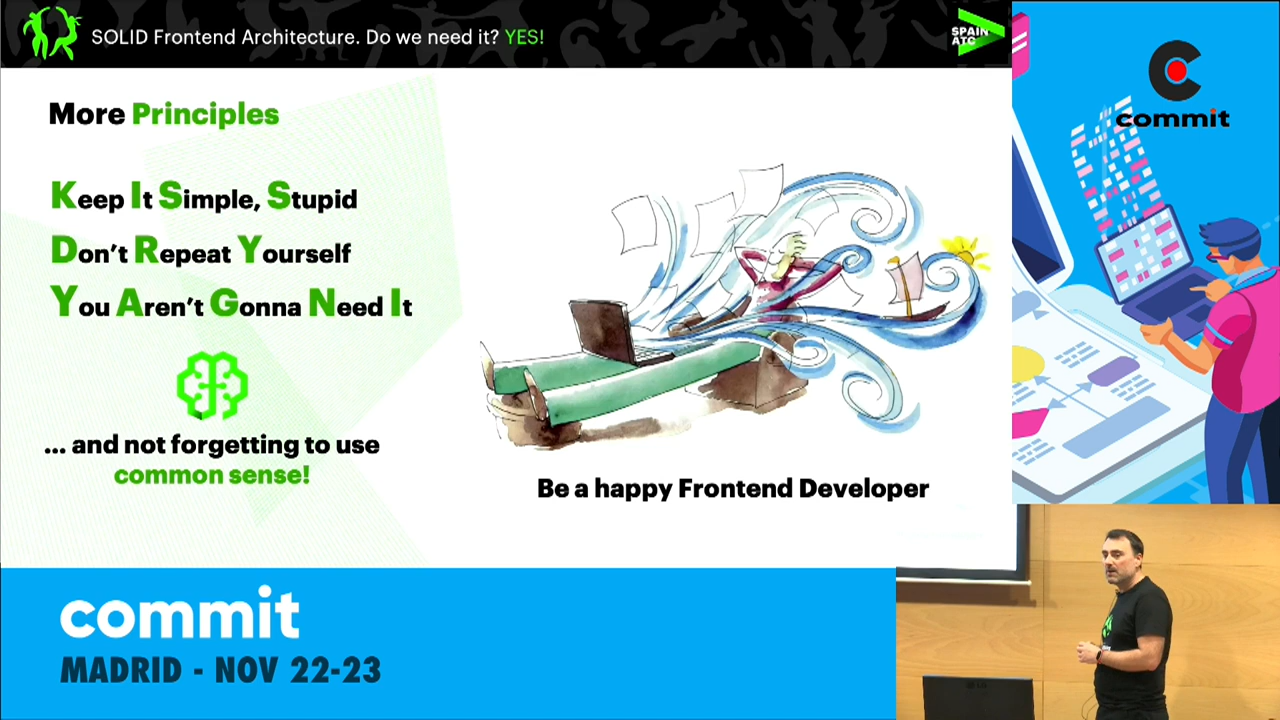 SOLID Frontend Architecture. Do we need it? YES!
SPAIN
ATC
commit
More Principles
Keep It Simple, Stupid
Don't Repeat Yourself
You Aren't Gonna Need It
... and not forgetting to use
common sense!
Be a happy Frontend Developer
commit
MADRID - NOV 22-23